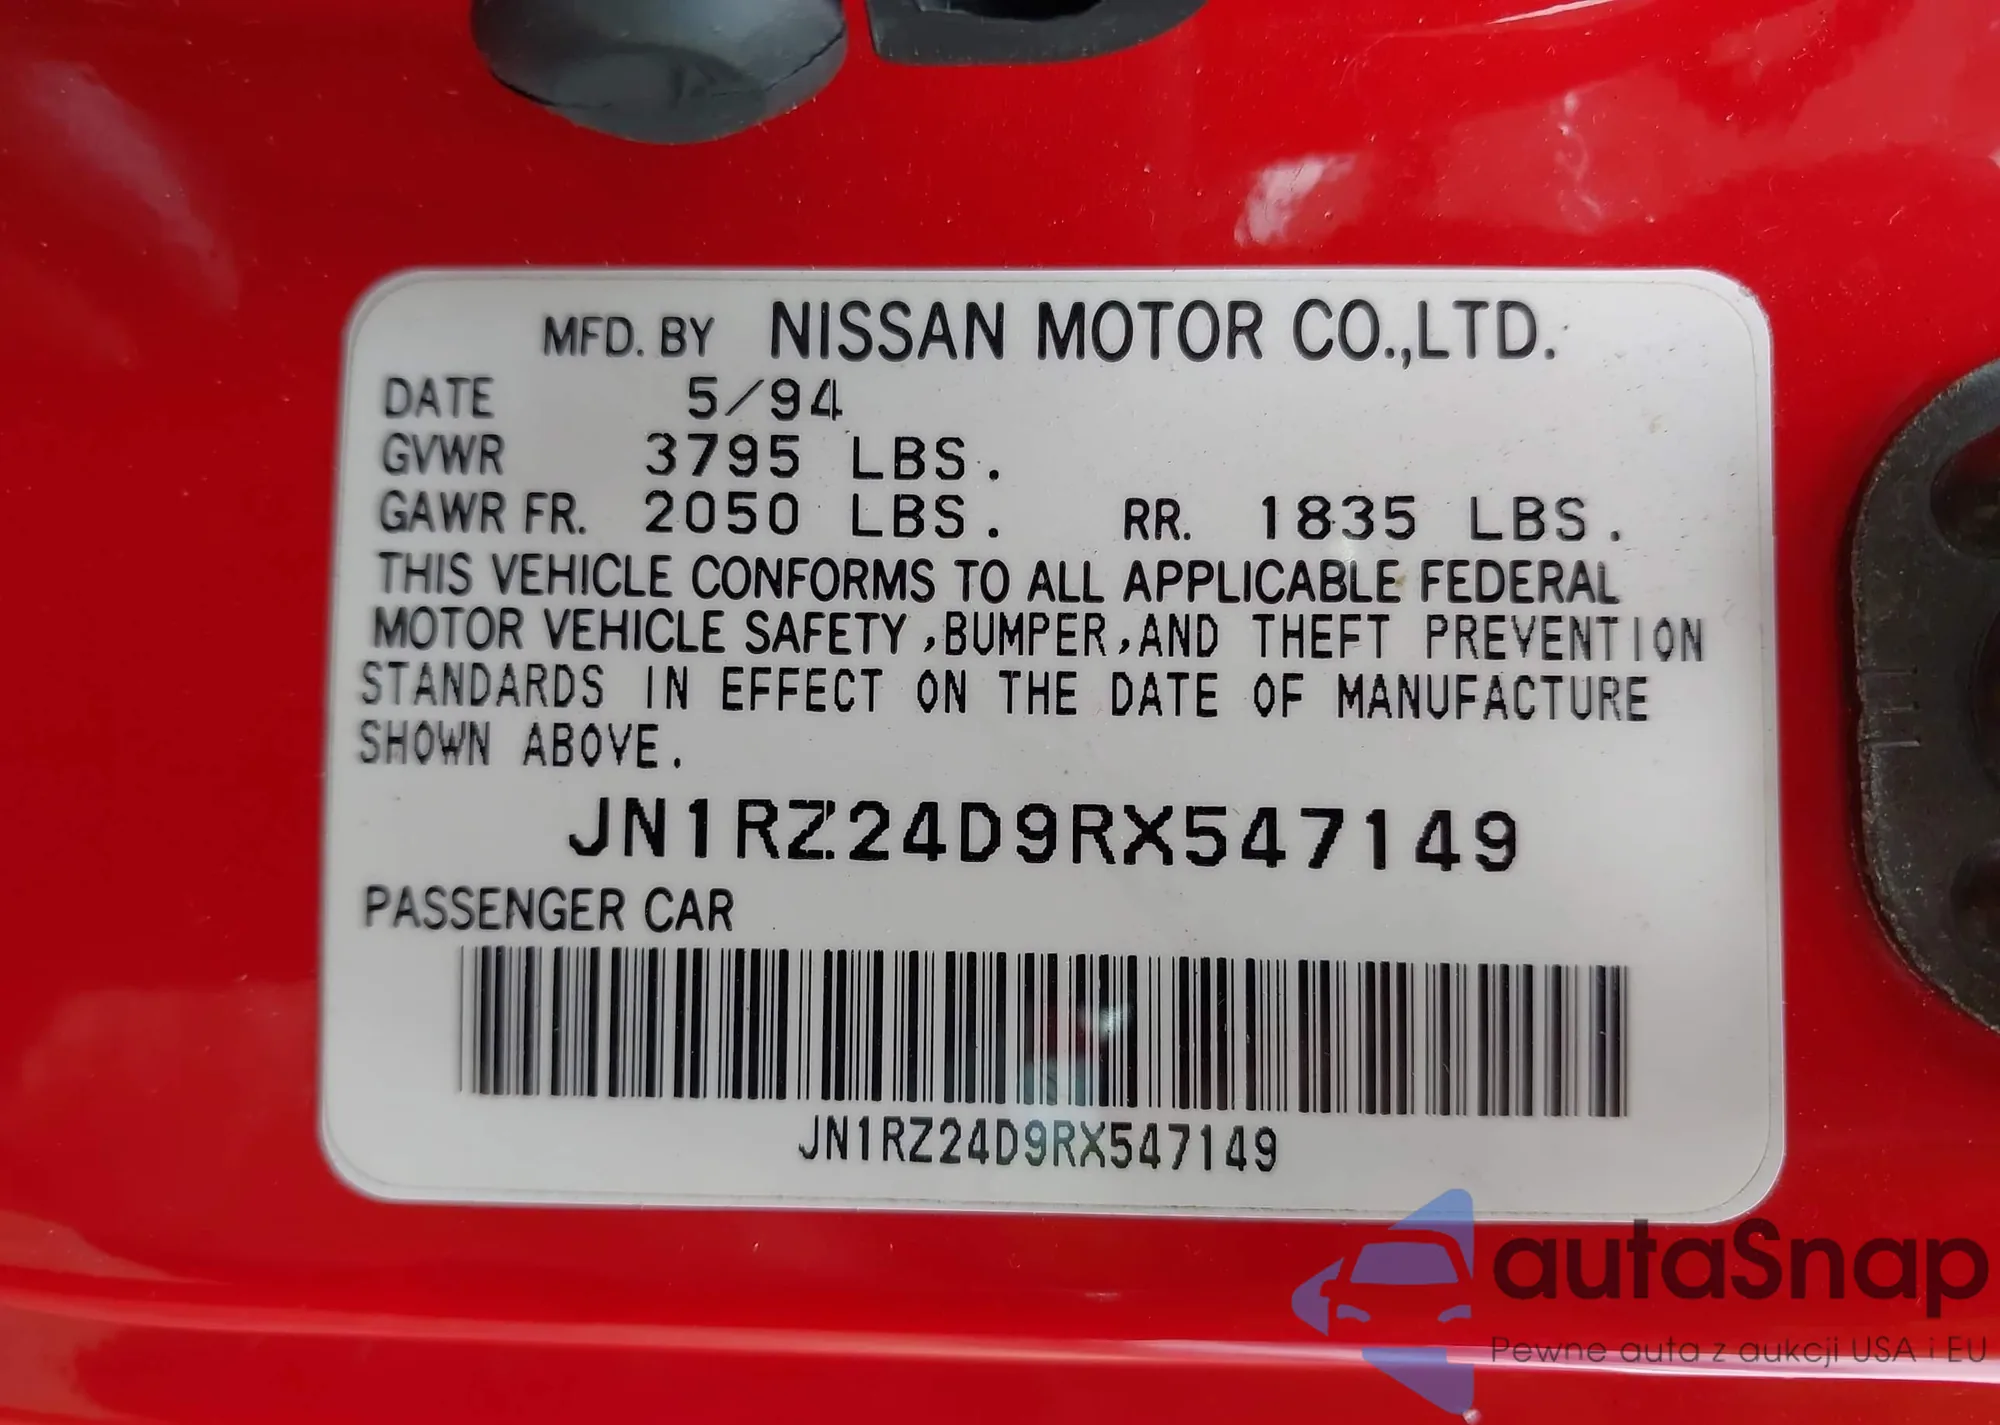 MFD. BY NISSAN MOTOR CO.,LTD.
DATE 5/94
GVWR 3795 LBS.
GAWR FR. 2050 LBS. RR. 1835 LBS.
THIS VEHICLE CONFORMS TO ALL APPLICABLE FEDERAL
MOTOR VEHICLE SAFETY ,BUMPER,AND THEFT PREVENTION
STANDARDS IN EFFECT ON THE DATE OF MANUFACTURE
SHOWN ABOVE.
JN1RZ24D9RX547149
PASSENGER CAR
JN1RZ24D9RX547149
autaSnap
Pewne auta z aukcji USA i EU